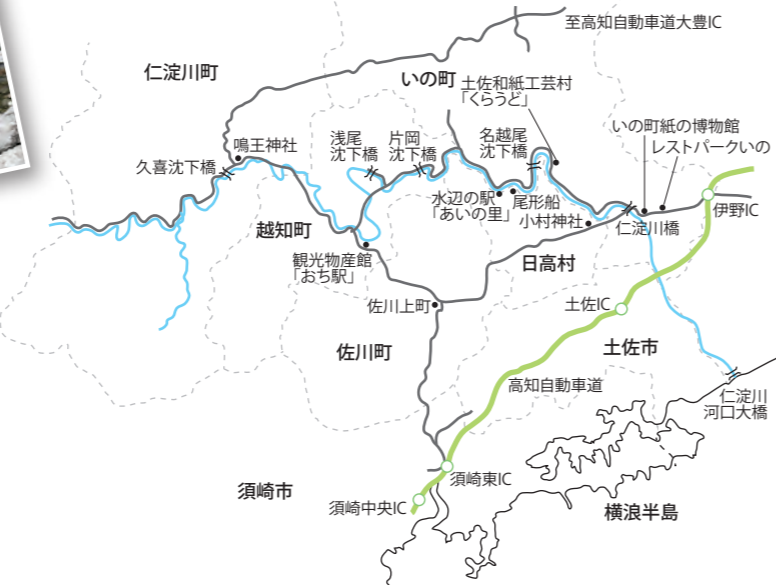 至高知自動車道大豊IC
仁淀川町
いの町
土佐和紙工芸村
「くらうど」
いの町紙の博物館
レストパークいの
鳴王神社
浅尾
沈下橋
片岡
沈下橋
名越屋
沈下橋
久喜沈下橋
水辺の駅
「あいの里」
屋形船
小村神社
仁淀川橋
伊野IC
越知町
観光物産館
「おち駅」
日高村
佐川上町
土佐IC
佐川町
土佐市
高知自動車道
仁淀川
河口大橋
須崎東IC
須崎市
須崎中央IC
横浪半島